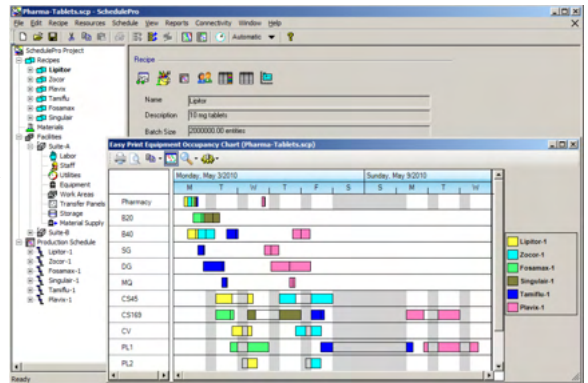 Pharma-Tablets.scp - SchedulePro
File Edit Recipe Resources Schedule View Reports Connectivity Window Help
Automatic
SchedulePro Project
Recipes
Lipitor
Zocor
Plavix
Tamiflu
Fosamax
Singulair
Materials
Facilities
Suite-A
Labor
Staff
Utilities
Equipment
Work Areas
Transfer Panels
Storage
Material Supply
Suite-B
Production Schedule
Lipitor-1
Zocor-1
Fosamax-1
Singulair-1
Tamiflu-1
Plavix-1
Ready
Recipe
Name Lipitor
Description 10 mg tablets
Batch Size 2000000.00 entities
Easy Print Equipment Occupancy Chart (Pharma-Tablets.scp)
Monday, May 3/2010 Sunday, May 9/2010
M T W T F S S M T W
Pharmacy
B20
B40
SG
DG
MQ
CS45
CS169
CV
PL1
PL2
Lipitor-1
Zocor-1
Fosamax-1
Singulair-1
Tamiflu-1
Plavix-1